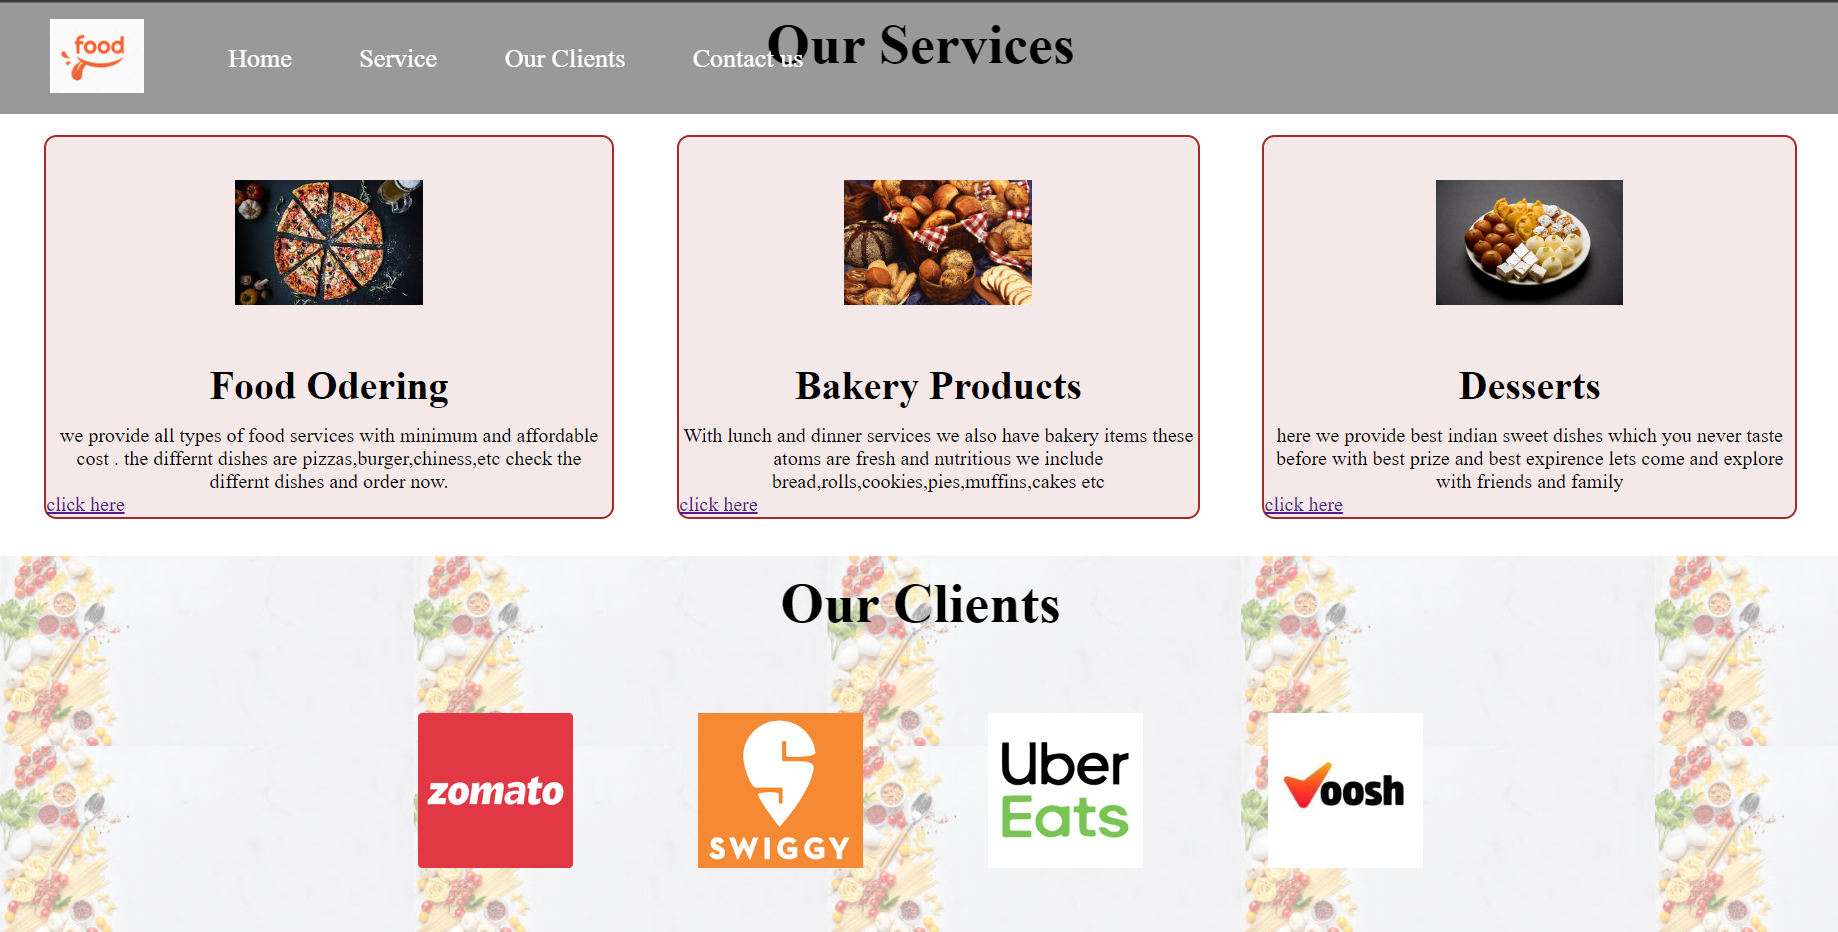 food
Home Service Our Clients Contact us
Our Services
Food Odering
we provide all types of food services with minimum and affordable
cost . the differnt dishes are pizzas,burger,chiness,etc check the
differnt dishes and order now.
click here
Bakery Products
With lunch and dinner services we also have bakery items these
atoms are fresh and nutritious we include
bread,rolls,cookies,pies,muffins,cakes etc
click here
Desserts
here we provide best indian sweet dishes which you never taste
before with best prize and best expirence lets come and explore
with friends and family
click here
Our Clients
zomato
SWIGGY
Uber
Eats
Voosh